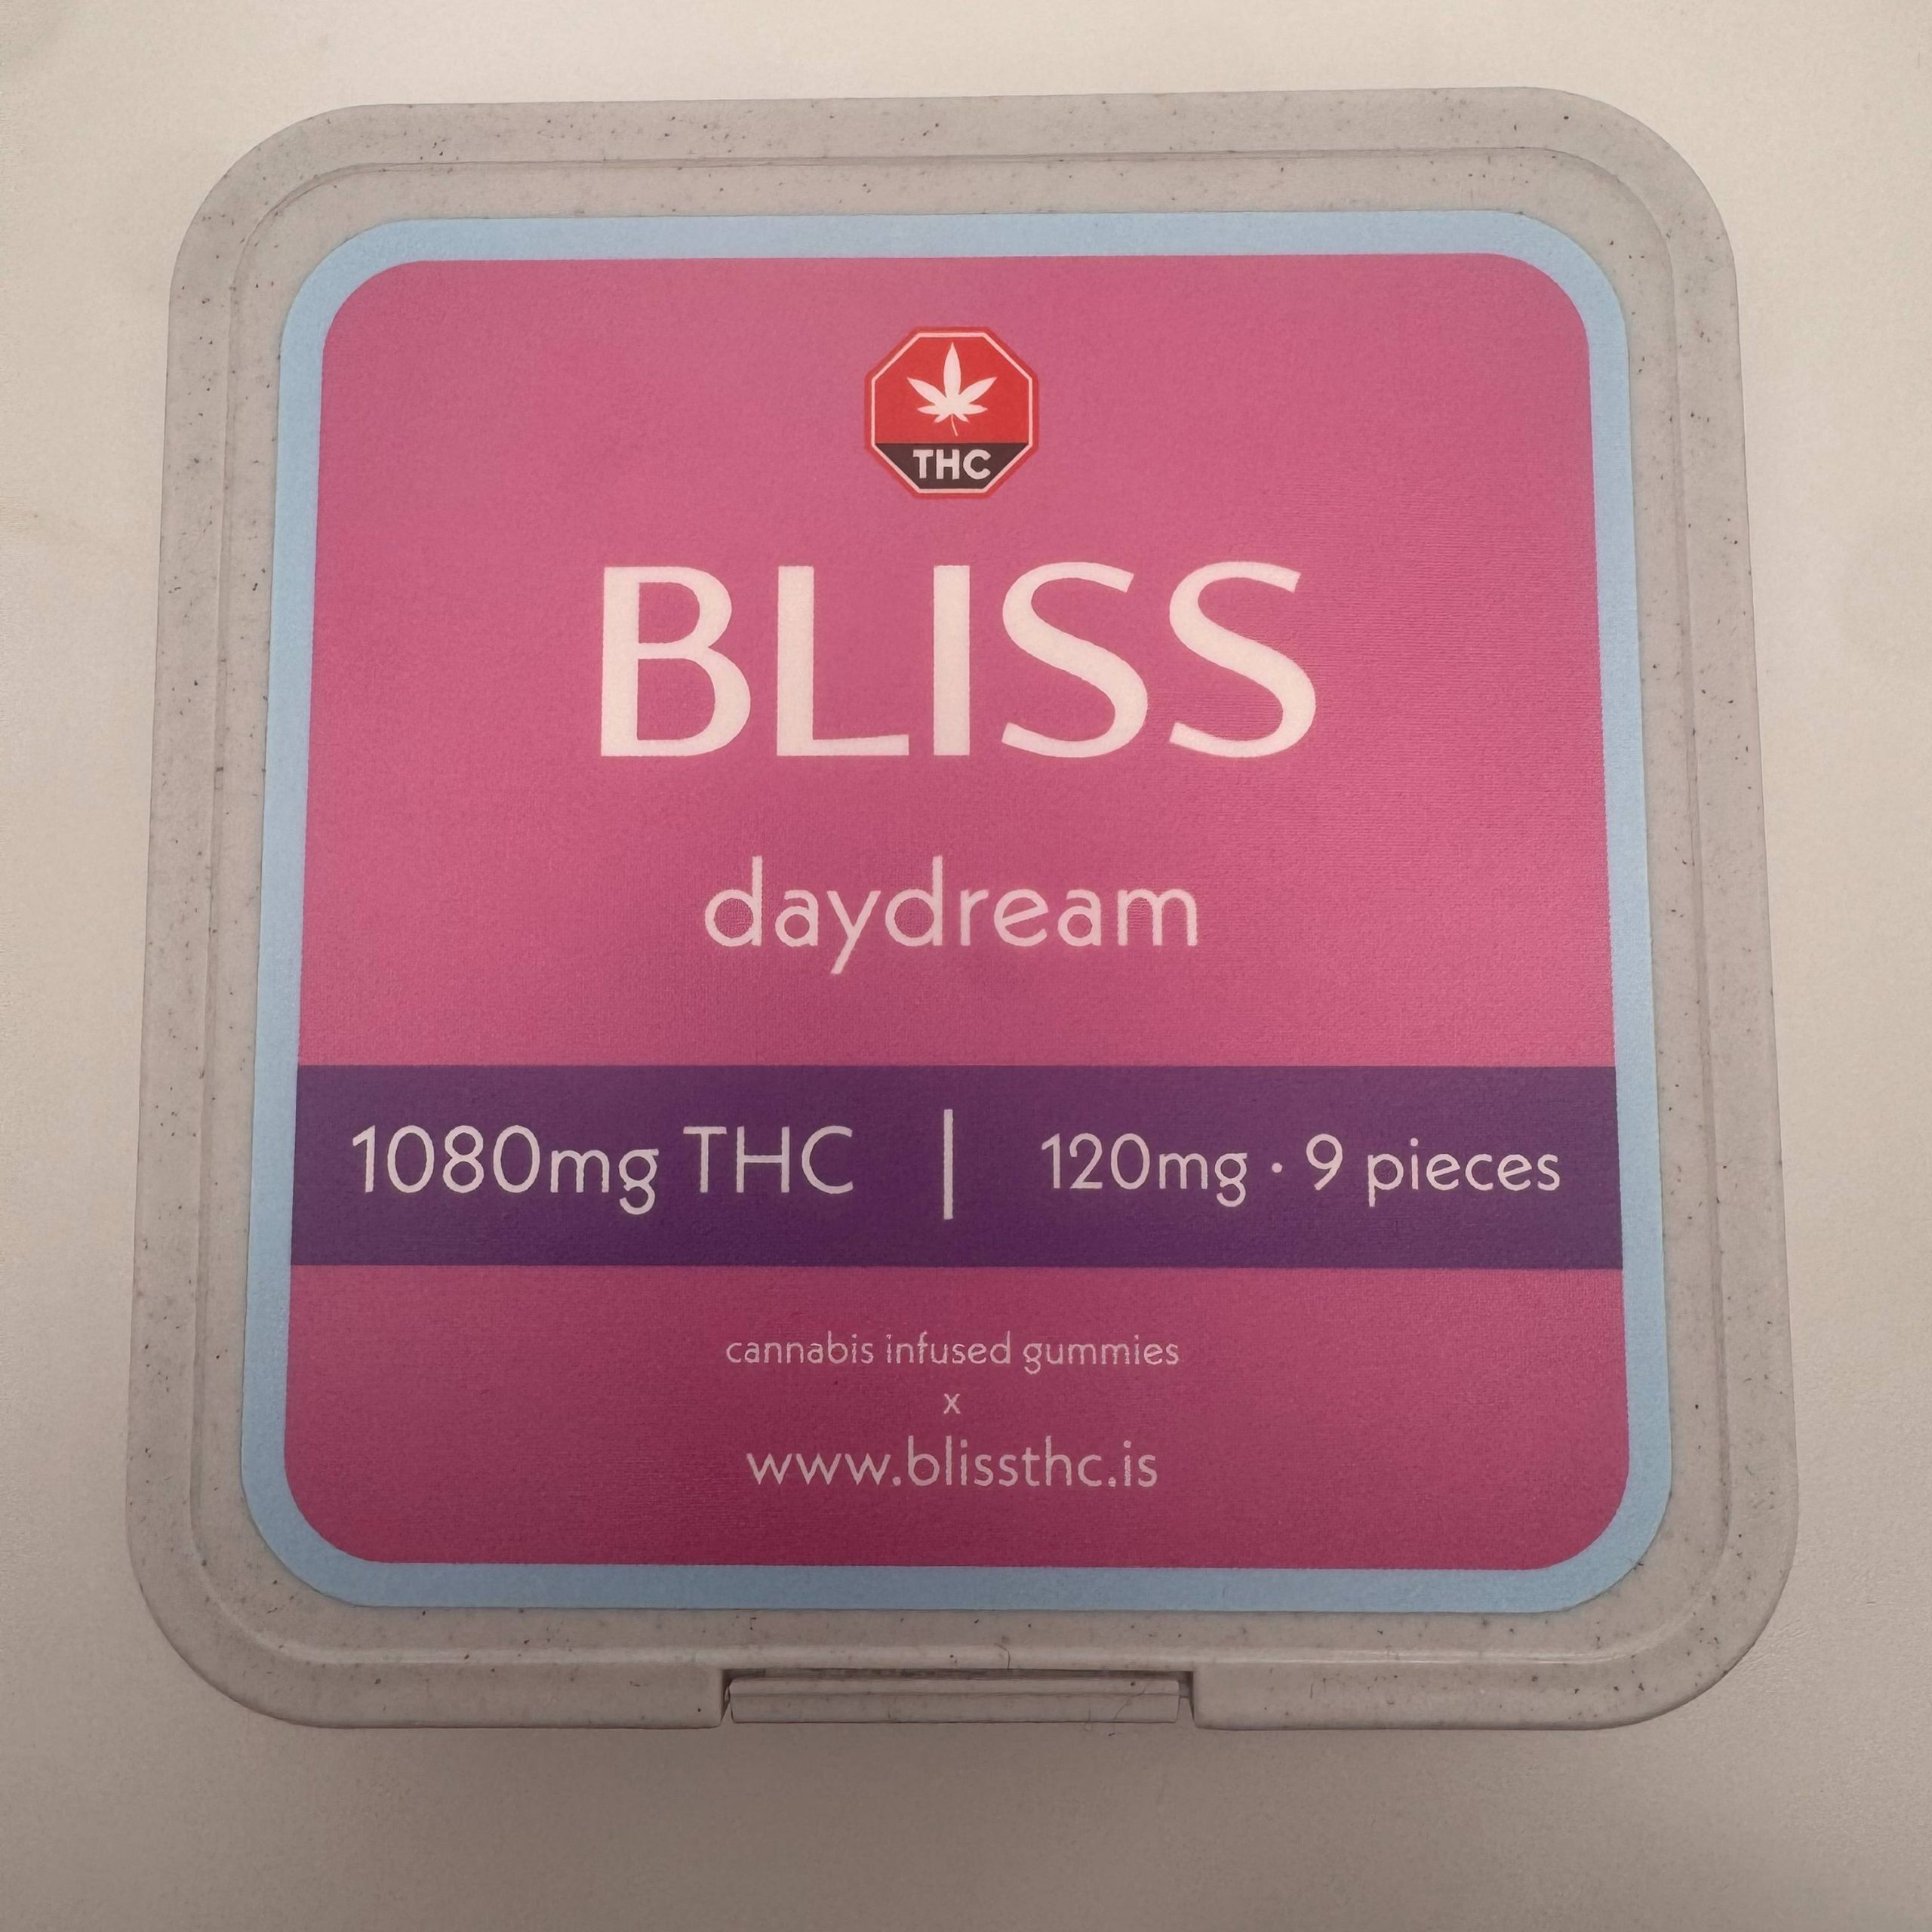 THC
BLISS
daydream
1080mg THC | 120mg · 9 pieces
cannabis infused gummies
x
www.blissthc.is